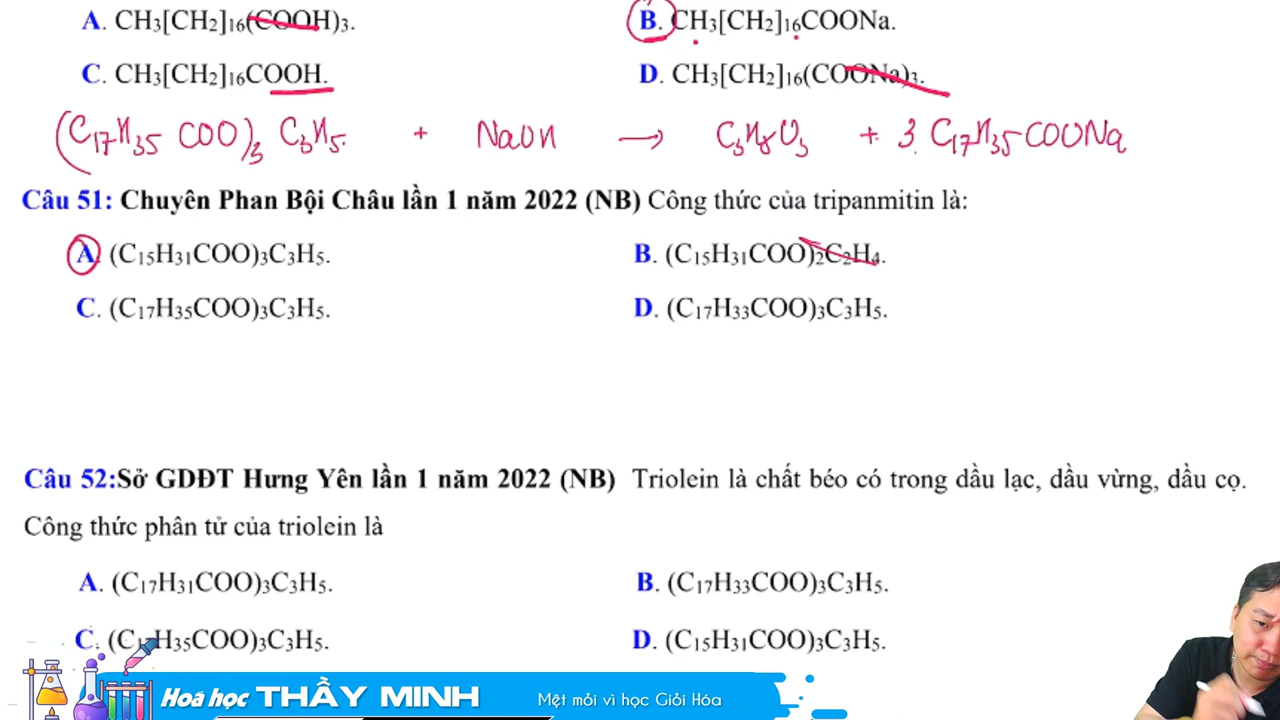 A. CH₃[CH₂]₁₆(COOH)₃. B. CH₃[CH₂]₁₆COONa.
C. CH₃[CH₂]₁₆COOH. D. CH₃[CH₂]₁₆(COONa)₃.
(C₁₇H₃₅COO)₃C₃H₅. + NaOH → C₃H₈O₃ + 3. C₁₇H₃₅COONa
Câu 51: Chuyên Phan Bội Châu lần 1 năm 2022 (NB) Công thức của tripanmitin là:
A. (C₁₅H₃₁COO)₃C₃H₅. B. (C₁₅H₃₁COO)₂C₂H₄.
C. (C₁₇H₃₅COO)₃C₃H₅. D. (C₁₇H₃₃COO)₃C₃H₅.
Câu 52:Sở GDĐT Hưng Yên lần 1 năm 2022 (NB) Triolein là chất béo có trong dầu lạc, dầu vừng, dầu cọ.
Công thức phân tử của triolein là
A. (C₁₇H₃₁COO)₃C₃H₅. B. (C₁₇H₃₃COO)₃C₃H₅.
C. (C₁₇H₃₅COO)₃C₃H₅. D. (C₁₅H₃₁COO)₃C₃H₅.
Hoá học THẦY MINH Mệt mỏi vì học Giỏi Hóa